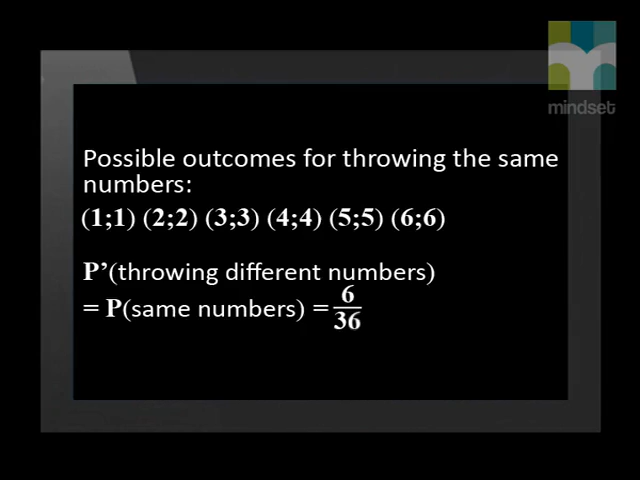 mindset
Possible outcomes for throwing the same
numbers:
(1;1) (2;2) (3;3) (4;4) (5;5) (6;6)
P’(throwing different numbers)
= P(same numbers) = 6/36